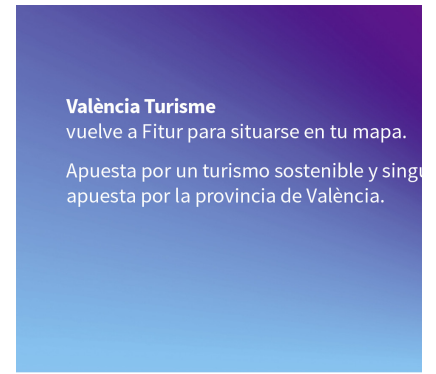 València Turisme
vuelve a Fitur para situarse en tu mapa.
Apuesta por un turismo sostenible y
apuesta por la provincia de València.